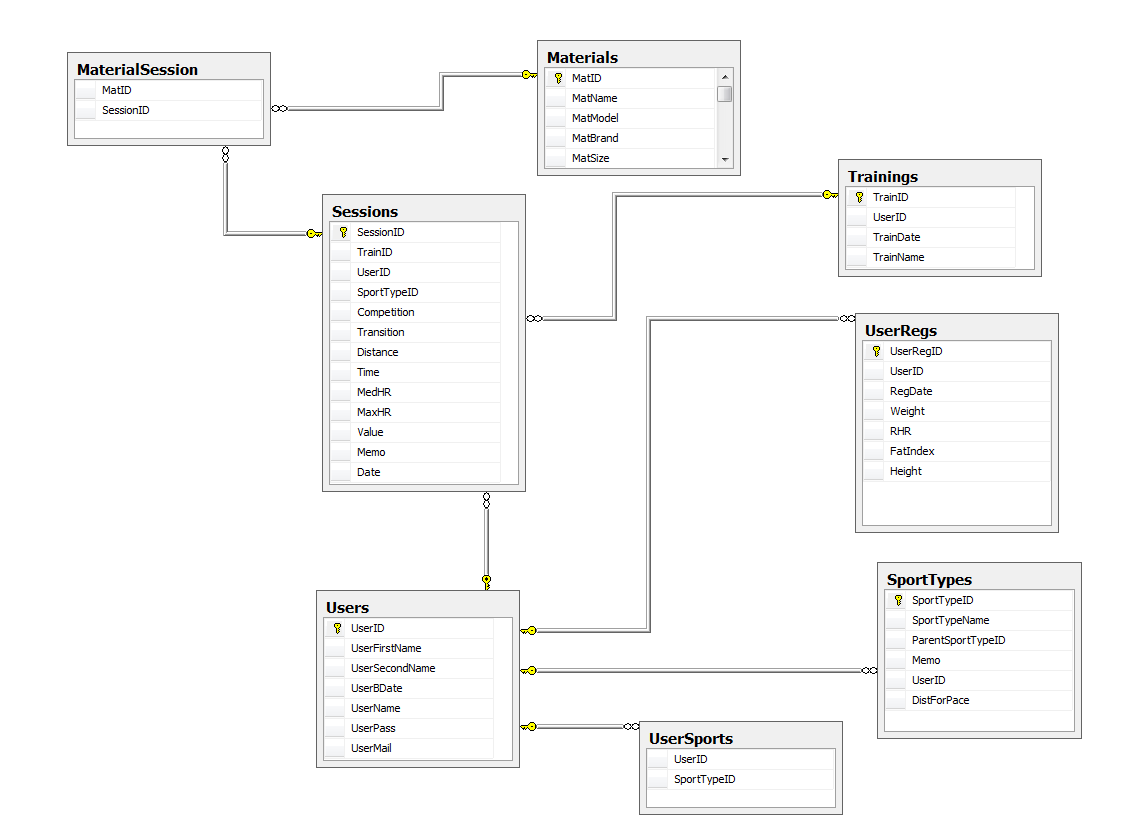 MaterialSession
MatID
SessionID
Materials
MatID
MatName
MatModel
MatBrand
MatSize
Trainings
TrainID
UserID
TrainDate
TrainName
Sessions
SessionID
TrainID
UserID
SportTypeID
Competition
Transition
Distance
Time
MedHR
MaxHR
Value
Memo
Date
UserRegs
UserRegID
UserID
RegDate
Weight
RHR
FatIndex
Height
SportTypes
SportTypeID
SportTypeName
ParentSportTypeID
Memo
UserID
DistForPace
Users
UserID
UserFirstName
UserSecondName
UserBDate
UserName
UserPass
UserMail
UserSports
UserID
SportTypeID